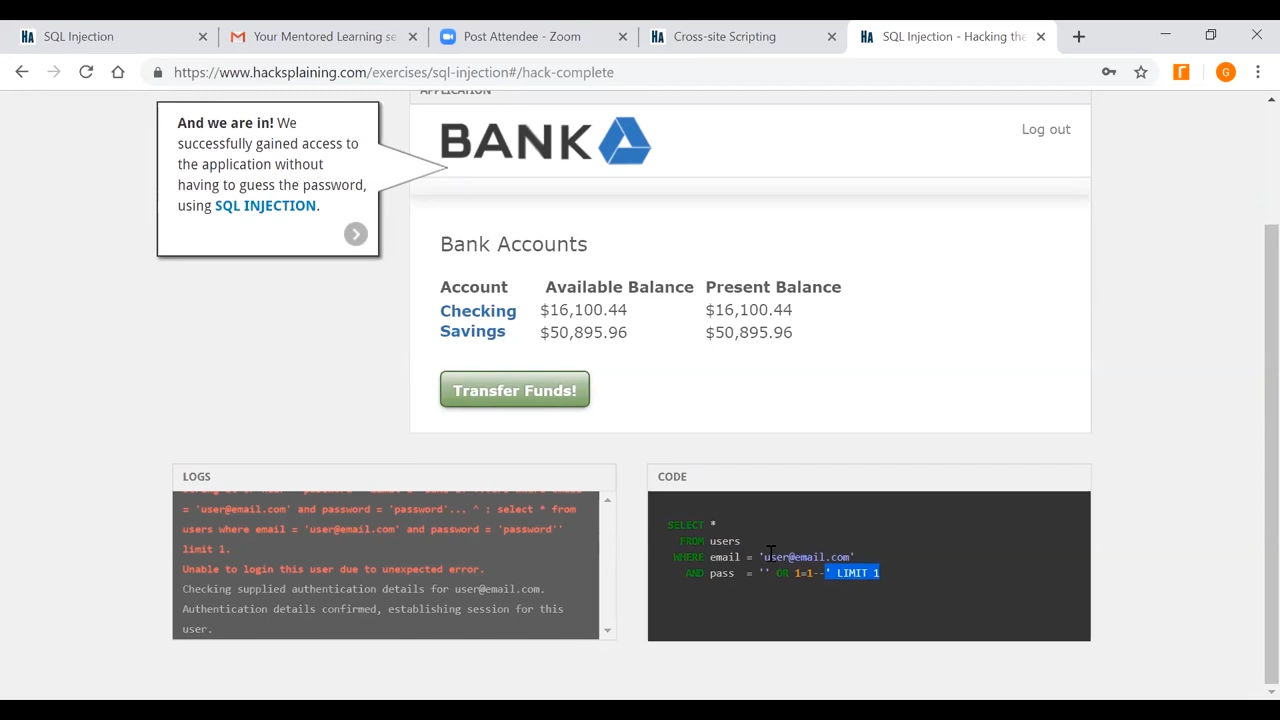 SQL Injection
Your Mentored Learning se
Post Attendee - Zoom
Cross-site Scripting
SQL Injection - Hacking the
https://www.hacksplaining.com/exercises/sql-injection#/hack-complete
G
APPLICATION
And we are in! We
successfully gained access to
the application without
having to guess the password,
using SQL INJECTION.
BANK
Log out
Bank Accounts
Account Available Balance Present Balance
Checking $16,100.44 $16,100.44
Savings $50,895.96 $50,895.96
Transfer Funds!
LOGS
= 'user@email.com' and password = 'password'... ^ : select * from
users where email = 'user@email.com' and password = 'password''
limit 1.
Unable to login this user due to unexpected error.
Checking supplied authentication details for user@email.com.
Authentication details confirmed, establishing session for this
user.
CODE
SELECT *
FROM users
WHERE email = 'user@email.com'
AND pass = '' OR 1=1--' LIMIT 1